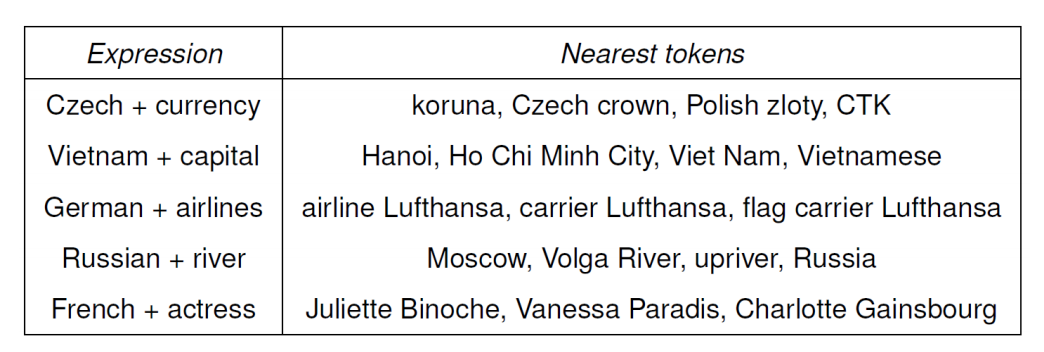 Expression Nearest tokens
Czech + currency koruna, Czech crown, Polish zloty, CTK
Vietnam + capital Hanoi, Ho Chi Minh City, Viet Nam, Vietnamese
German + airlines airline Lufthansa, carrier Lufthansa, flag carrier Lufthansa
Russian + river Moscow, Volga River, upriver, Russia
French + actress Juliette Binoche, Vanessa Paradis, Charlotte Gainsbourg